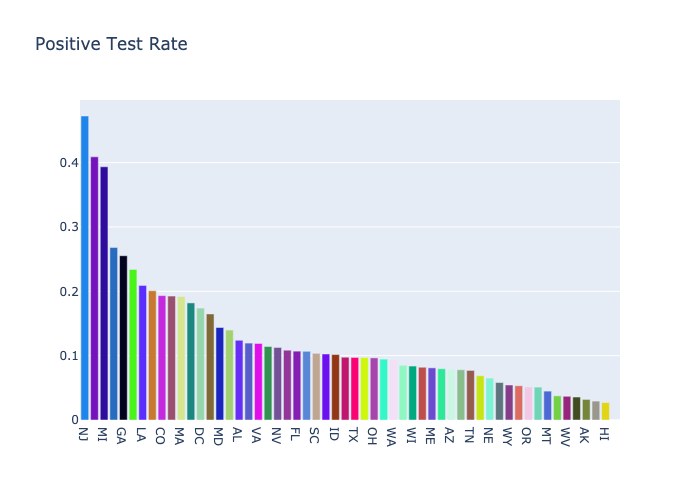 Positive Test Rate
0.4
0.3
0.2
0.1
0
NJ
MI
GA
LA
CO
MA
DC
MD
AL
VA
NV
FL
SC
ID
TX
OH
WA
WI
ME
AZ
TN
NE
WY
OR
MT
WV
AK
HI